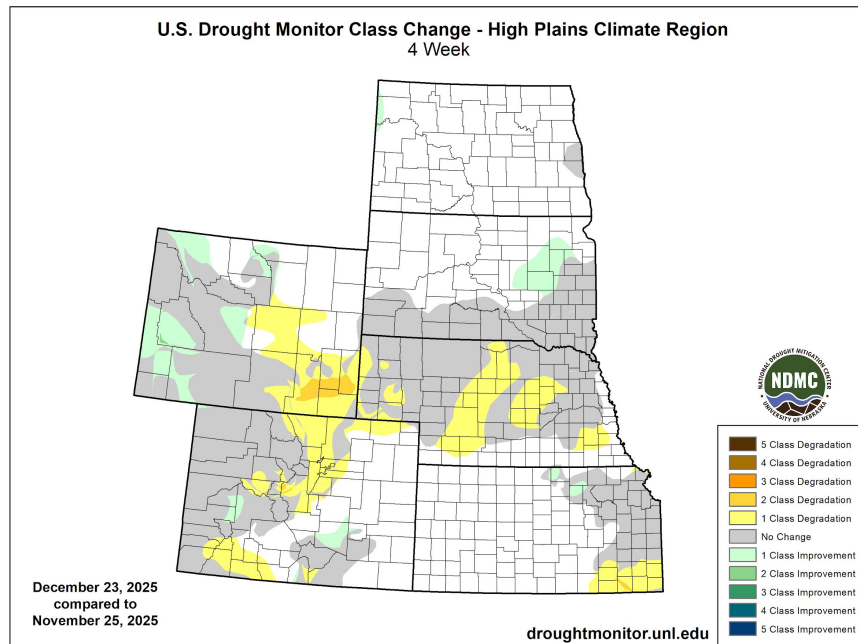 U.S. Drought Monitor Class Change - High Plains Climate Region
4 Week
NATIONAL DROUGHT MITIGATION CENTER
NDMC
UNIVERSITY OF NEBRASKA
5 Class Degradation
4 Class Degradation
3 Class Degradation
2 Class Degradation
1 Class Degradation
No Change
1 Class Improvement
2 Class Improvement
3 Class Improvement
4 Class Improvement
5 Class Improvement
December 23, 2025
compared to
November 25, 2025
droughtmonitor.unl.edu